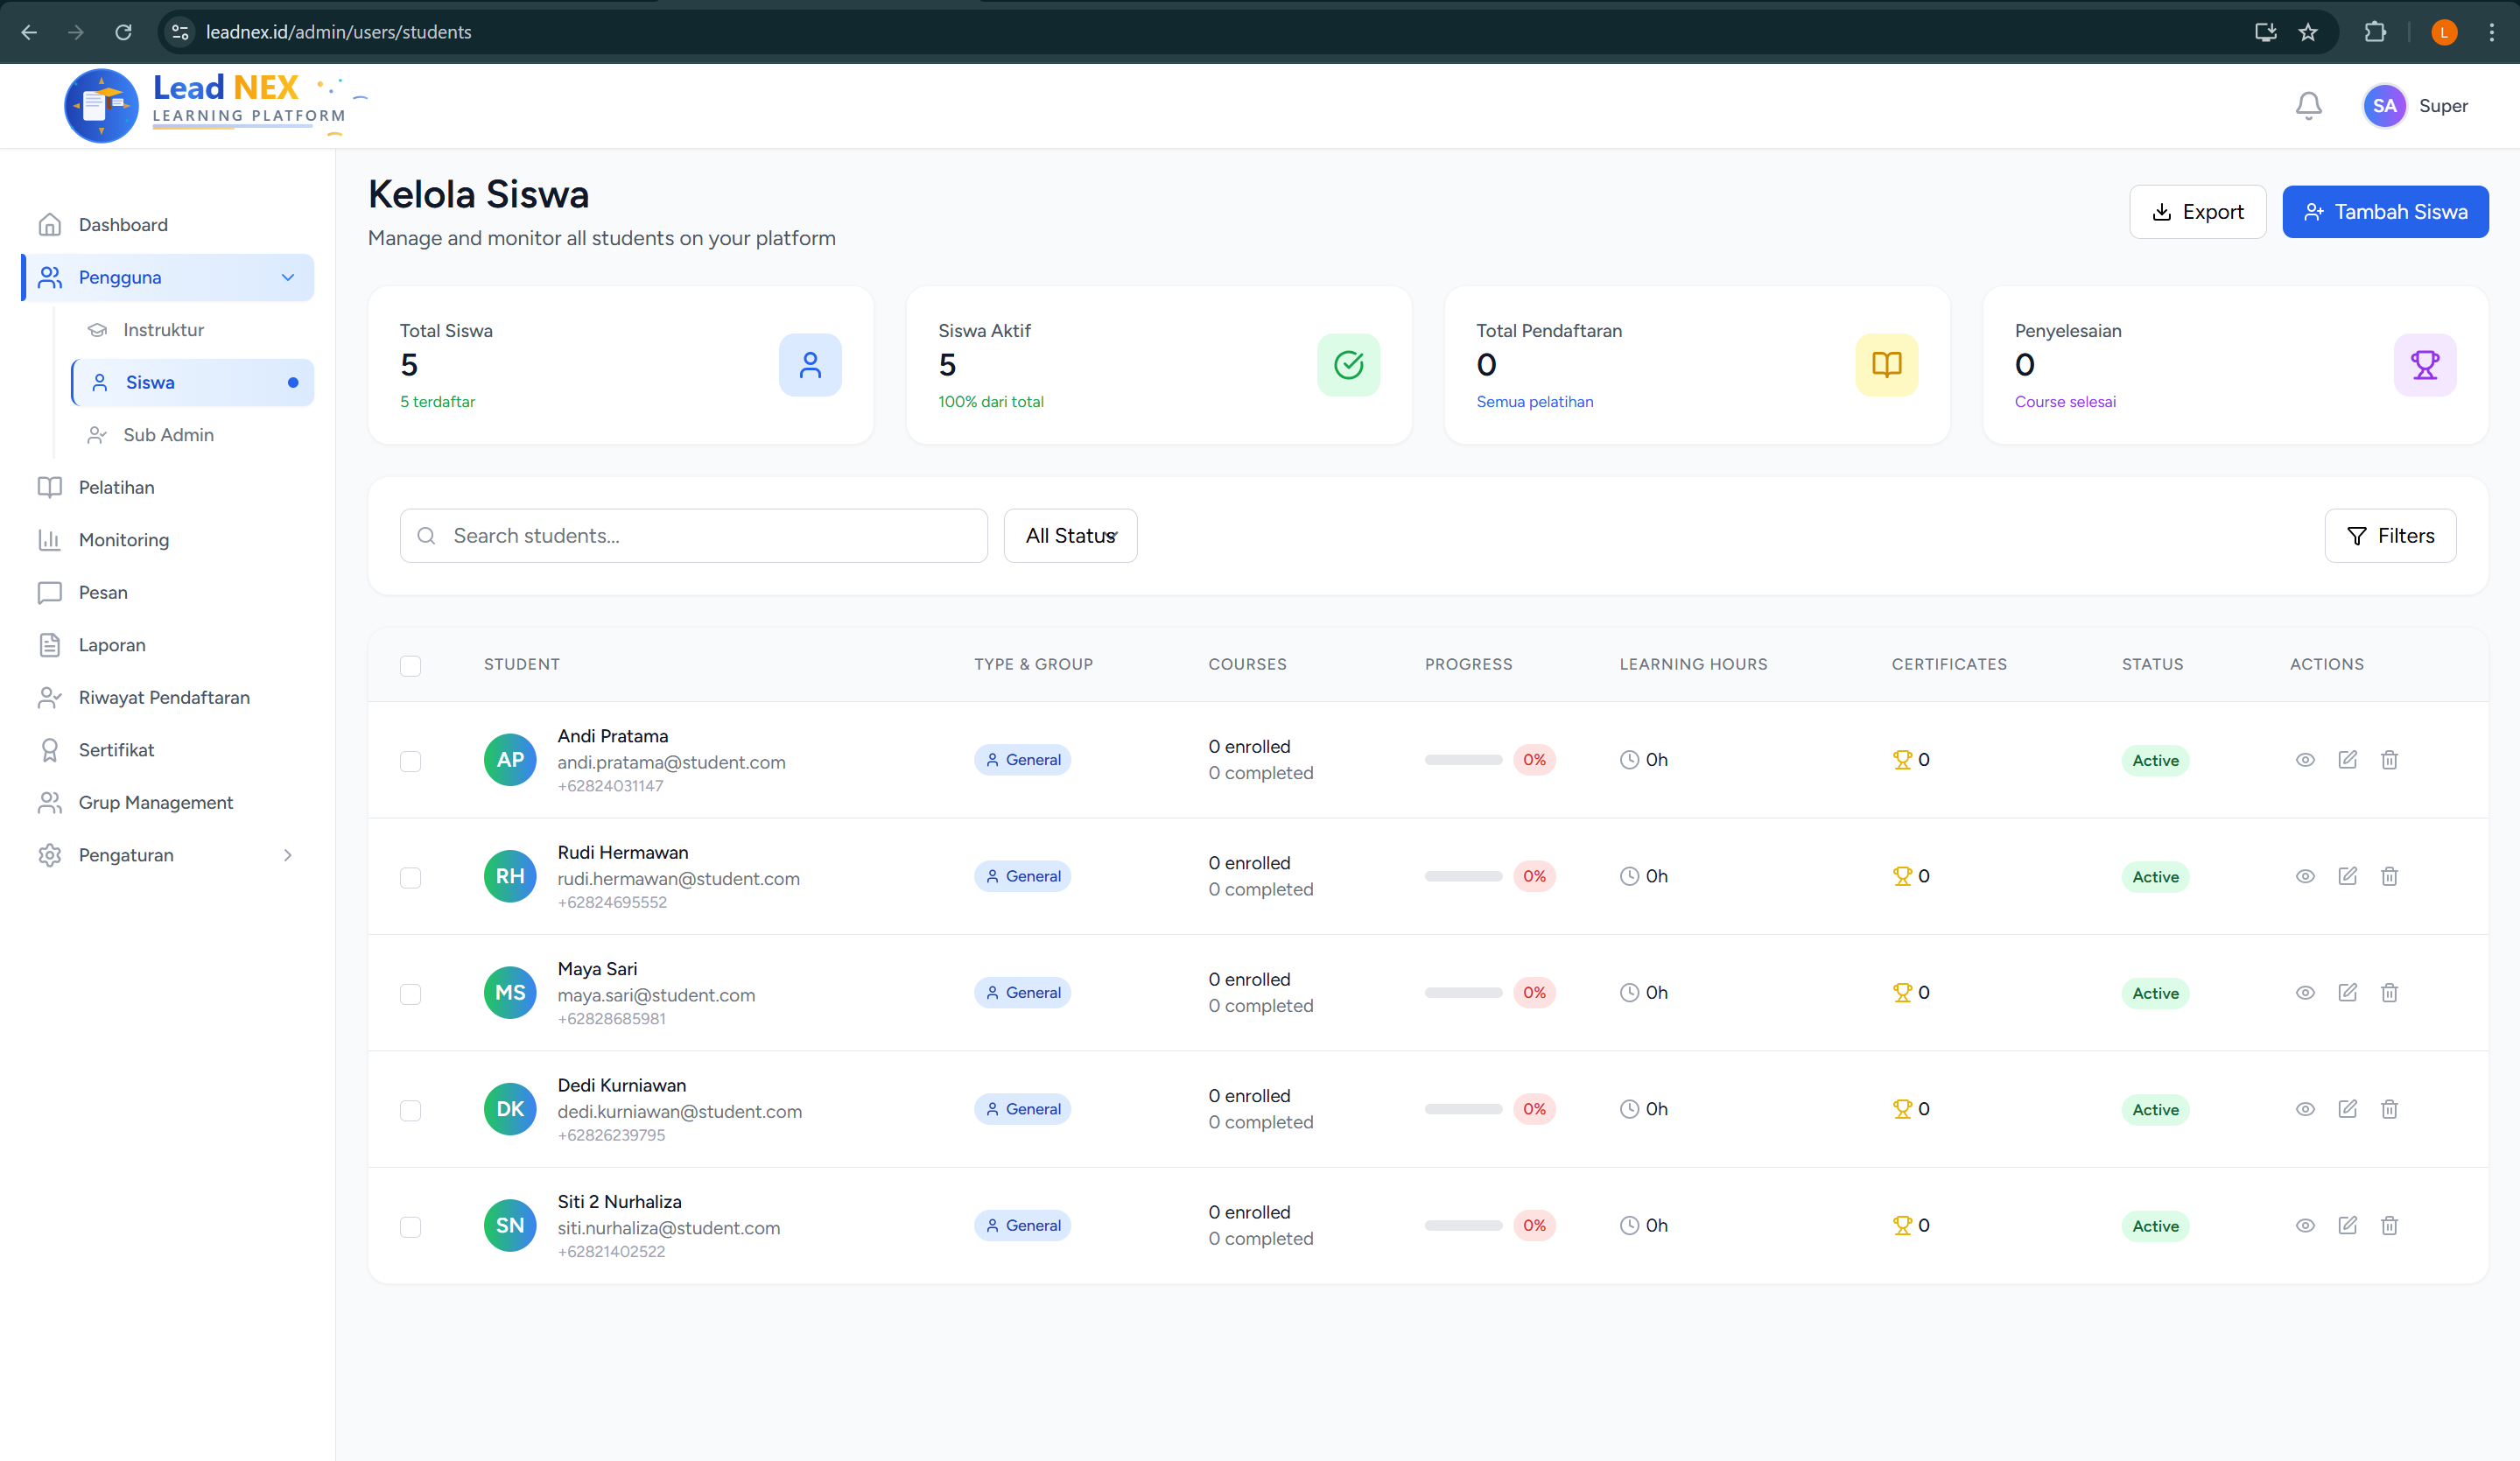 leadnex.id/admin/users/students
L
Lead NEX
LEARNING PLATFORM
SA
Super
Dashboard
Pengguna
Instruktur
Siswa
Sub Admin
Pelatihan
Monitoring
Pesan
Laporan
Riwayat Pendaftaran
Sertifikat
Grup Management
Pengaturan
Kelola Siswa
Manage and monitor all students on your platform
Export
Tambah Siswa
Total Siswa
5
5 terdaftar
Siswa Aktif
5
100% dari total
Total Pendaftaran
0
Semua pelatihan
Penyelesaian
0
Course selesai
Search students...
All Status
Filters
STUDENT TYPE & GROUP COURSES PROGRESS LEARNING HOURS CERTIFICATES STATUS ACTIONS
AP
Andi Pratama
andi.pratama@student.com
+62824031147
General
0 enrolled
0 completed
0%
0h
0
Active
RH
Rudi Hermawan
rudi.hermawan@student.com
+62824695552
General
0 enrolled
0 completed
0%
0h
0
Active
MS
Maya Sari
maya.sari@student.com
+62828685981
General
0 enrolled
0 completed
0%
0h
0
Active
DK
Dedi Kurniawan
dedi.kurniawan@student.com
+62826239795
General
0 enrolled
0 completed
0%
0h
0
Active
SN
Siti 2 Nurhaliza
siti.nurhaliza@student.com
+62821402522
General
0 enrolled
0 completed
0%
0h
0
Active